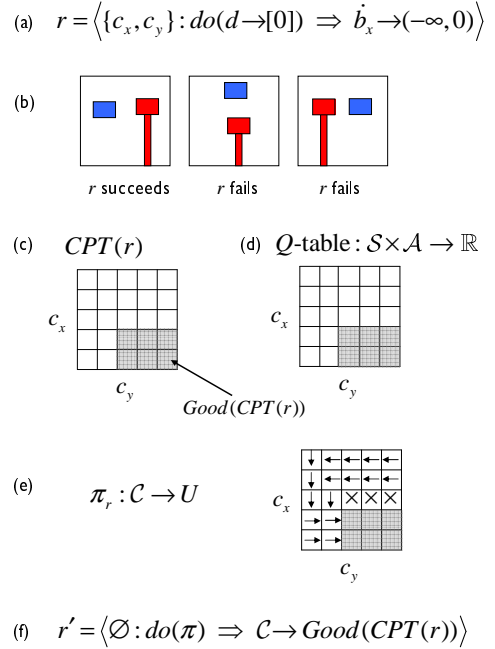 (a) r = ⟨{c_x, c_y} : do(d→[0]) ⇒ ḃ_x→(-∞,0)⟩
(b)
r succeeds r fails r fails
(c) CPT(r) (d) Q-table : 𝒮×𝒜 → ℝ
c_x c_x
c_y c_y
Good(CPT(r))
(e) π_r : 𝒞 → U
c_x
c_y
(f) r′ = ⟨∅ : do(π) ⇒ 𝒞→Good(CPT(r))⟩